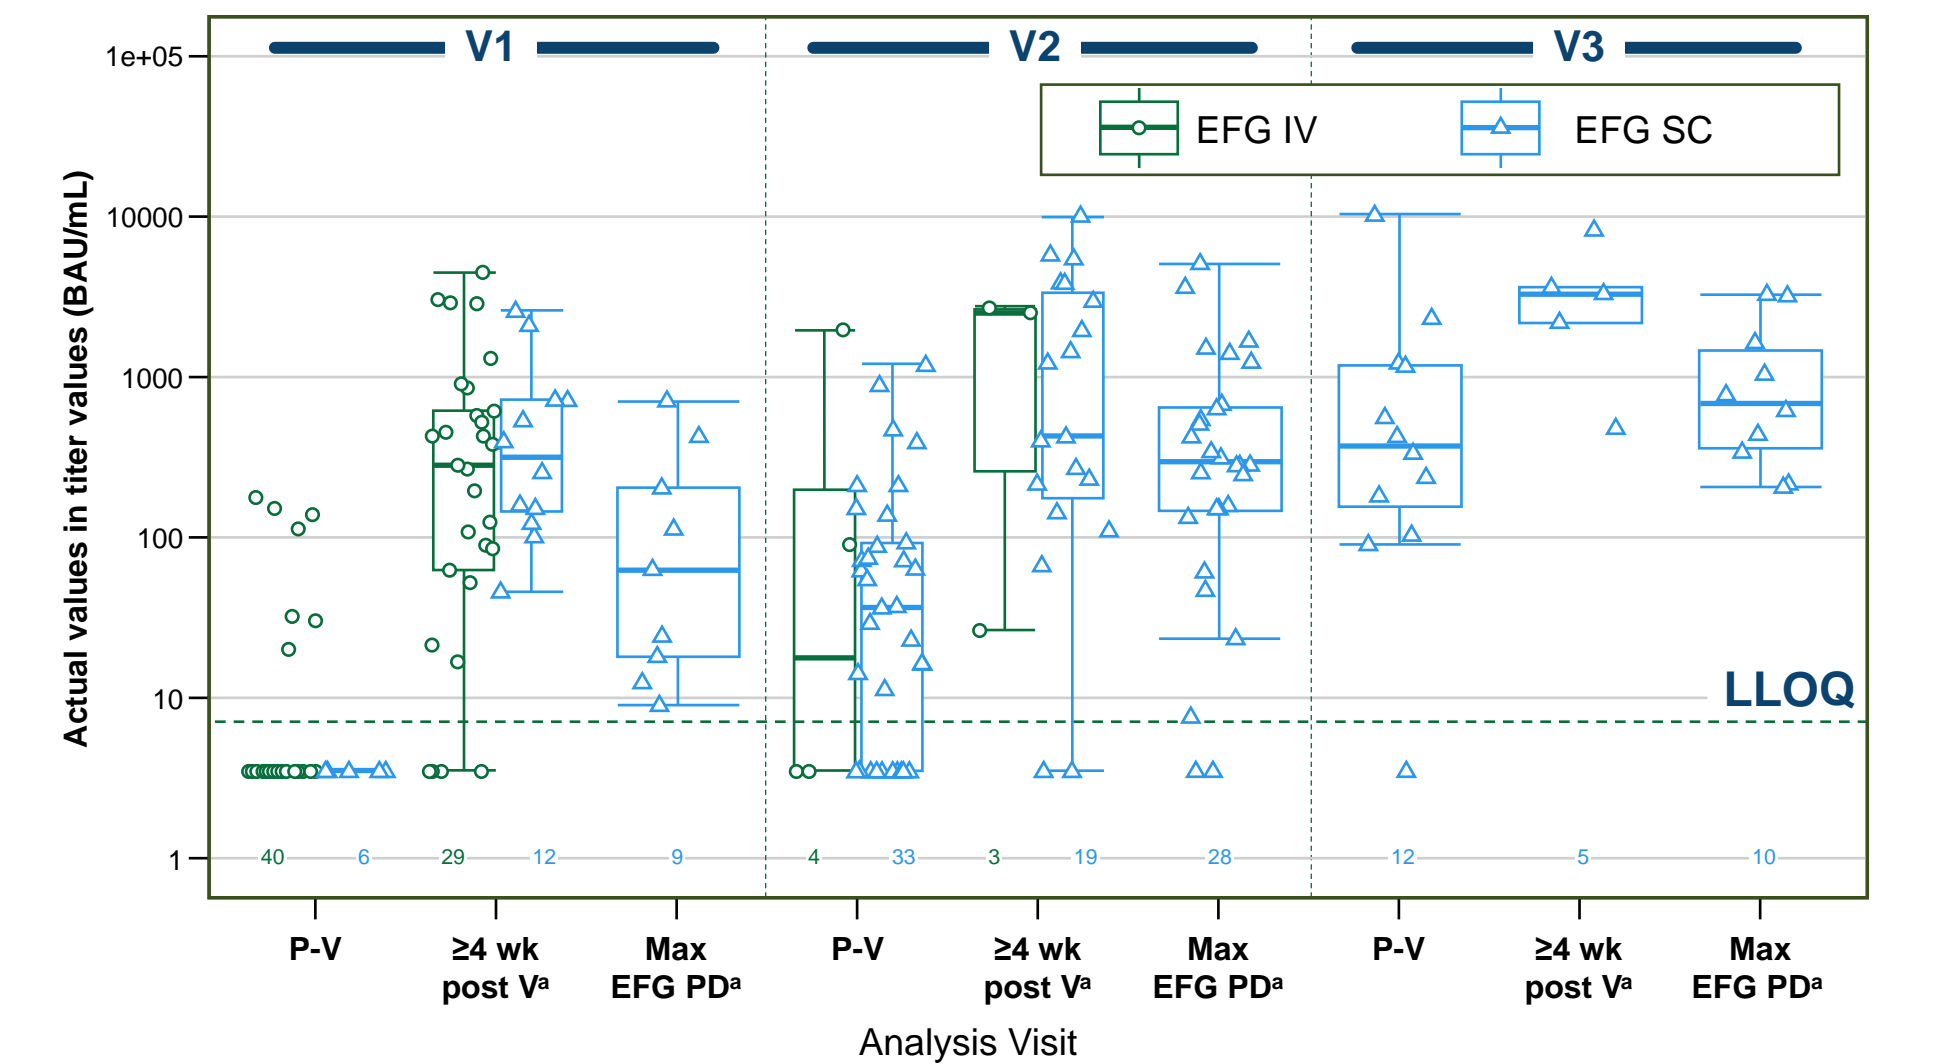 V1 V2 V3
1e+05
EFG IV EFG SC
10000
1000
100
10
1
LLOQ
Actual values in titer values (BAU/mL)
40 6 29 12 9 4 33 3 19 28 12 5 10
P-V ≥4 wk Max P-V ≥4 wk Max P-V ≥4 wk Max
post Vᵃ EFG PDᵃ post Vᵃ EFG PDᵃ post Vᵃ EFG PDᵃ
Analysis Visit